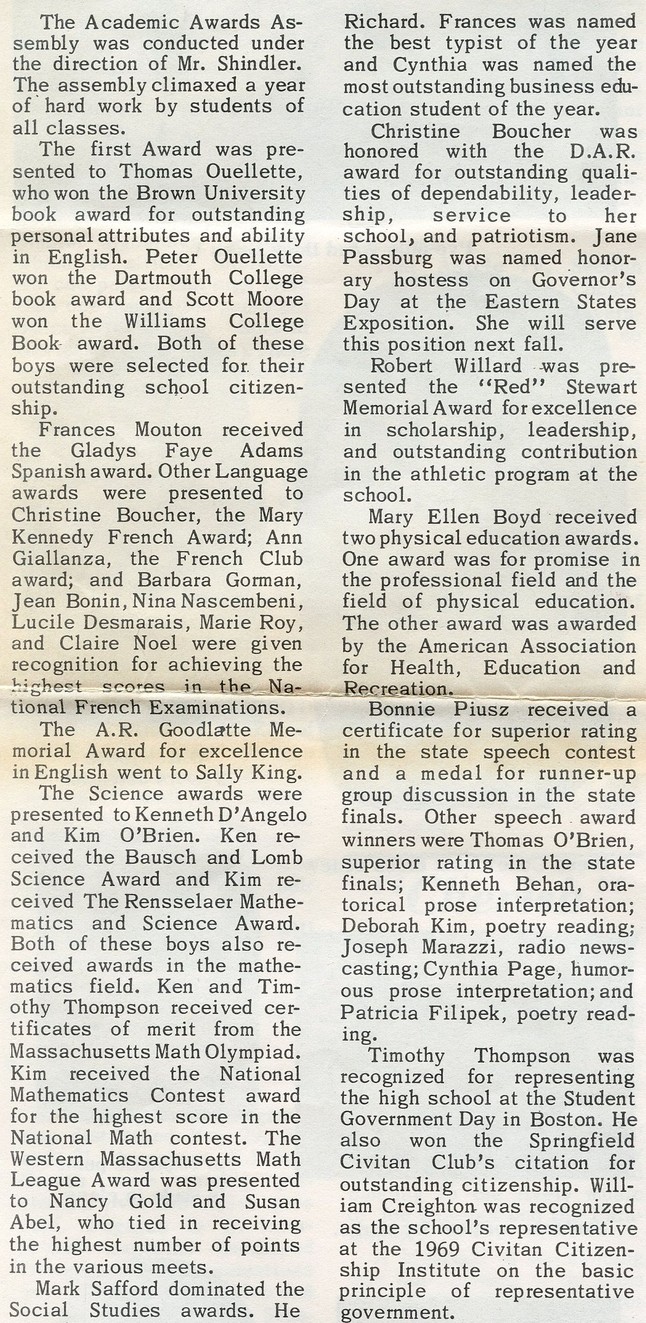 The Academic Awards As-
sembly was conducted under
the direction of Mr. Shindler.
The assembly climaxed a year
of hard work by students of
all classes.
The first Award was pre-
sented to Thomas Ouellette,
who won the Brown University
book award for outstanding
personal attributes and ability
in English. Peter Ouellette
won the Dartmouth College
book award and Scott Moore
won the Williams College
Book award. Both of these
boys were selected for their
outstanding school citizen-
ship.
Frances Mouton received
the Gladys Faye Adams
Spanish award. Other Language
awards were presented to
Christine Boucher, the Mary
Kennedy French Award; Ann
Giallanza, the French Club
award; and Barbara Gorman,
Jean Bonin, Nina Nascembeni,
Lucile Desmarais, Marie Roy,
and Claire Noel were given
recognition for achieving the
highest scores in the Na-
tional French Examinations.
The A.R. Goodlatte Me-
morial Award for excellence
in English went to Sally King.
The Science awards were
presented to Kenneth D'Angelo
and Kim O'Brien. Ken re-
ceived the Bausch and Lomb
Science Award and Kim re-
ceived The Rensselaer Mathe-
matics and Science Award.
Both of these boys also re-
ceived awards in the mathe-
matics field. Ken and Tim-
othy Thompson received cer-
tificates of merit from the
Massachusetts Math Olympiad.
Kim received the National
Mathematics Contest award
for the highest score in the
National Math contest. The
Western Massachusetts Math
League Award was presented
to Nancy Gold and Susan
Abel, who tied in receiving
the highest number of points
in the various meets.
Mark Safford dominated the
Social Studies awards. He
Richard. Frances was named
the best typist of the year
and Cynthia was named the
most outstanding business edu-
cation student of the year.
Christine Boucher was
honored with the D.A.R.
award for outstanding quali-
ties of dependability, leader-
ship, service to her
school, and patriotism. Jane
Passburg was named honor-
ary hostess on Governor's
Day at the Eastern States
Exposition. She will serve
this position next fall.
Robert Willard was pre-
sented the "Red" Stewart
Memorial Award for excellence
in scholarship, leadership,
and outstanding contribution
in the athletic program at the
school.
Mary Ellen Boyd received
two physical education awards.
One award was for promise in
the professional field and the
field of physical education.
The other award was awarded
by the American Association
for Health, Education and
Recreation.
Bonnie Piusz received a
certificate for superior rating
in the state speech contest
and a medal for runner-up
group discussion in the state
finals. Other speech award
winners were Thomas O'Brien,
superior rating in the state
finals; Kenneth Behan, ora-
torical prose interpretation;
Deborah Kim, poetry reading;
Joseph Marazzi, radio news-
casting; Cynthia Page, humor-
ous prose interpretation; and
Patricia Filipek, poetry read-
ing.
Timothy Thompson was
recognized for representing
the high school at the Student
Government Day in Boston. He
also won the Springfield
Civitan Club's citation for
outstanding citizenship. Will-
iam Creighton was recognized
as the school's representative
at the 1969 Civitan Citizen-
ship Institute on the basic
principle of representative
government.